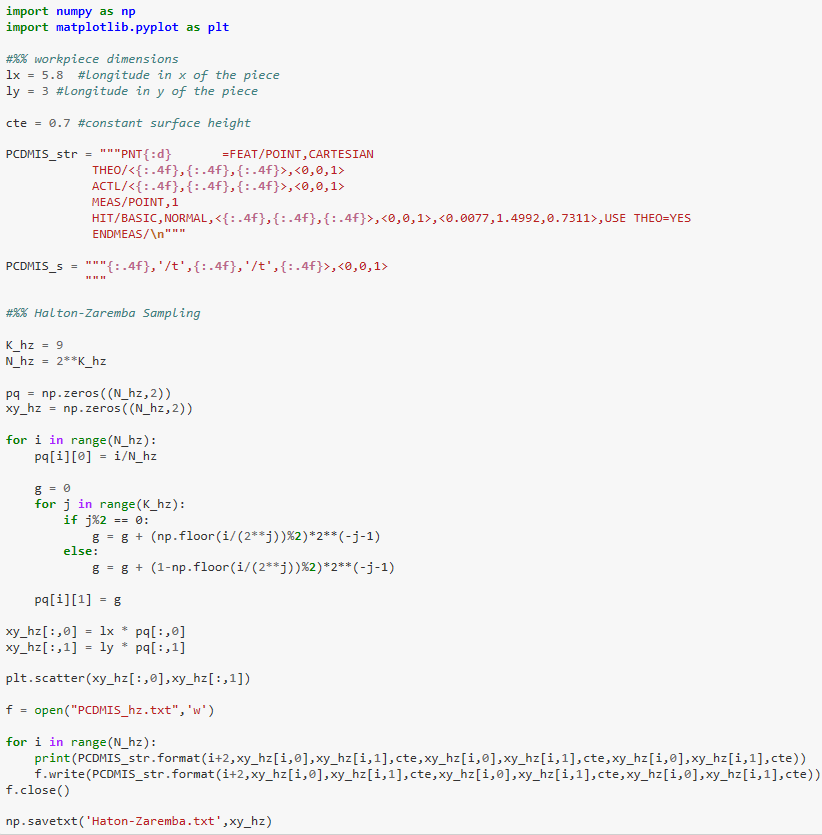 import numpy as np
import matplotlib.pyplot as plt
#%% workpiece dimensions
lx = 5.8  #longitude in x of the piece
ly = 3 #longitude in y of the piece
cte = 0.7 #constant surface height
PCDMIS_str = """PNT{:d}       =FEAT/POINT,CARTESIAN
            THEO/<{:.4f},{:.4f},{:.4f}>,<0,0,1>
            ACTL/<{:.4f},{:.4f},{:.4f}>,<0,0,1>
            MEAS/POINT,1
            HIT/BASIC,NORMAL,<{:.4f},{:.4f},{:.4f}>,<0,0,1>,<0.0077,1.4992,0.7311>,USE THEO=YES
            ENDMEAS/\n"""
PCDMIS_s = """{:.4f},'/t',{:.4f},'/t',{:.4f}>,<0,0,1>
           """
#%% Halton-Zaremba Sampling
K_hz = 9
N_hz = 2**K_hz
pq = np.zeros((N_hz,2))
xy_hz = np.zeros((N_hz,2))
for i in range(N_hz):
    pq[i][0] = i/N_hz
    g = 0
    for j in range(K_hz):
        if j%2 == 0:
            g = g + (np.floor(i/(2**j))%2)*2**(-j-1)
        else:
            g = g + (1-np.floor(i/(2**j))%2)*2**(-j-1)
    pq[i][1] = g
xy_hz[:,0] = lx * pq[:,0]
xy_hz[:,1] = ly * pq[:,1]
plt.scatter(xy_hz[:,0],xy_hz[:,1])
f = open("PCDMIS_hz.txt",'w')
for i in range(N_hz):
    print(PCDMIS_str.format(i+2,xy_hz[i,0],xy_hz[i,1],cte,xy_hz[i,0],xy_hz[i,1],cte,xy_hz[i,0],xy_hz[i,1],cte))
    f.write(PCDMIS_str.format(i+2,xy_hz[i,0],xy_hz[i,1],cte,xy_hz[i,0],xy_hz[i,1],cte,xy_hz[i,0],xy_hz[i,1],cte))
f.close()
np.savetxt('Haton-Zaremba.txt',xy_hz)